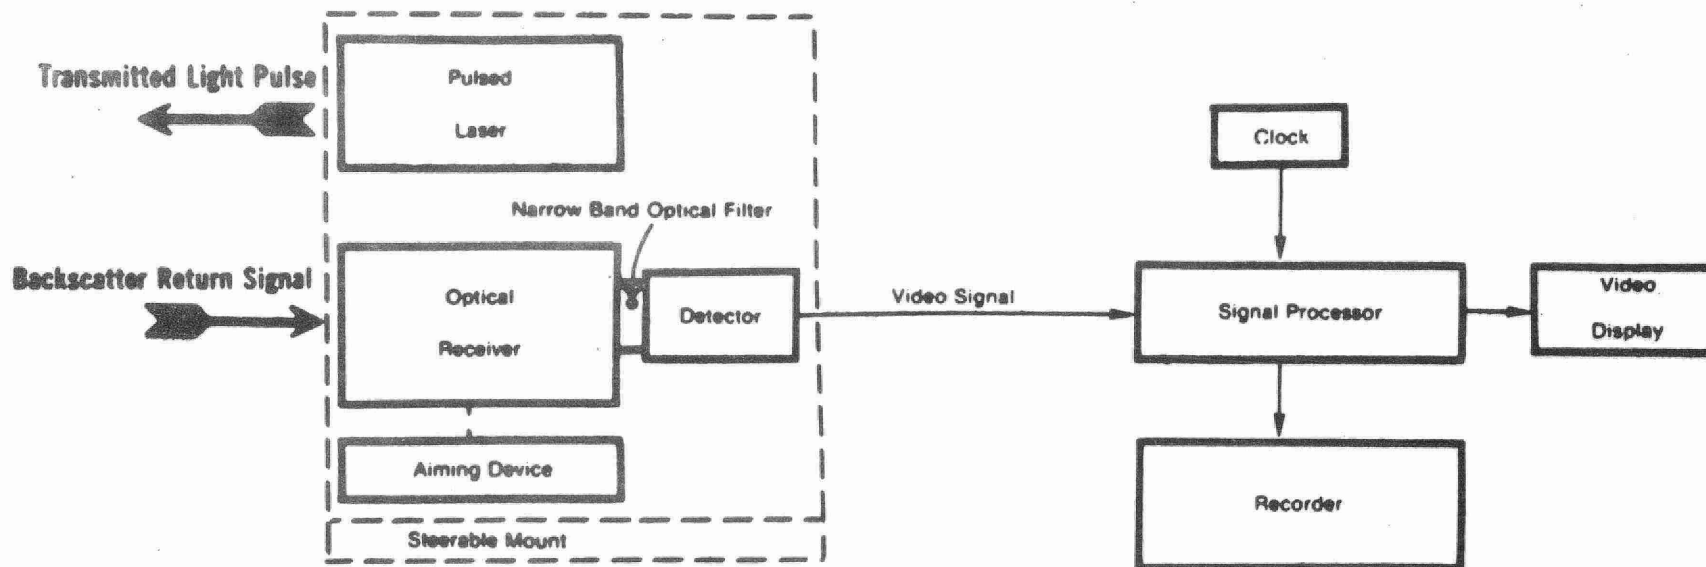 Transmitted Light Pulse
Pulsed
Laser
Clock
Narrow Band Optical Filter
Backscatter Return Signal
Optical
Receiver
Detector
Video Signal
Signal Processor
Video
Display
Aiming Device
Recorder
Steerable Mount